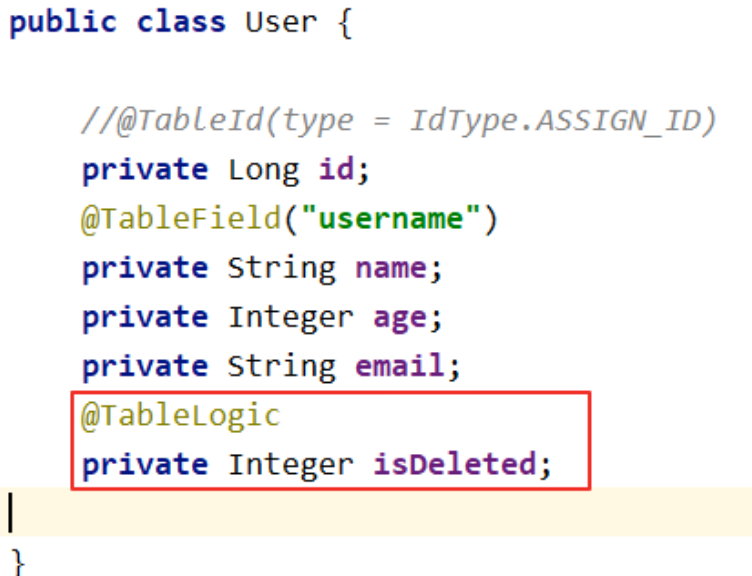 public class User {
//@TableId(type = IdType.ASSIGN_ID)
private Long id;
@TableField("username")
private String name;
private Integer age;
private String email;
@TableLogic
private Integer isDeleted;
}